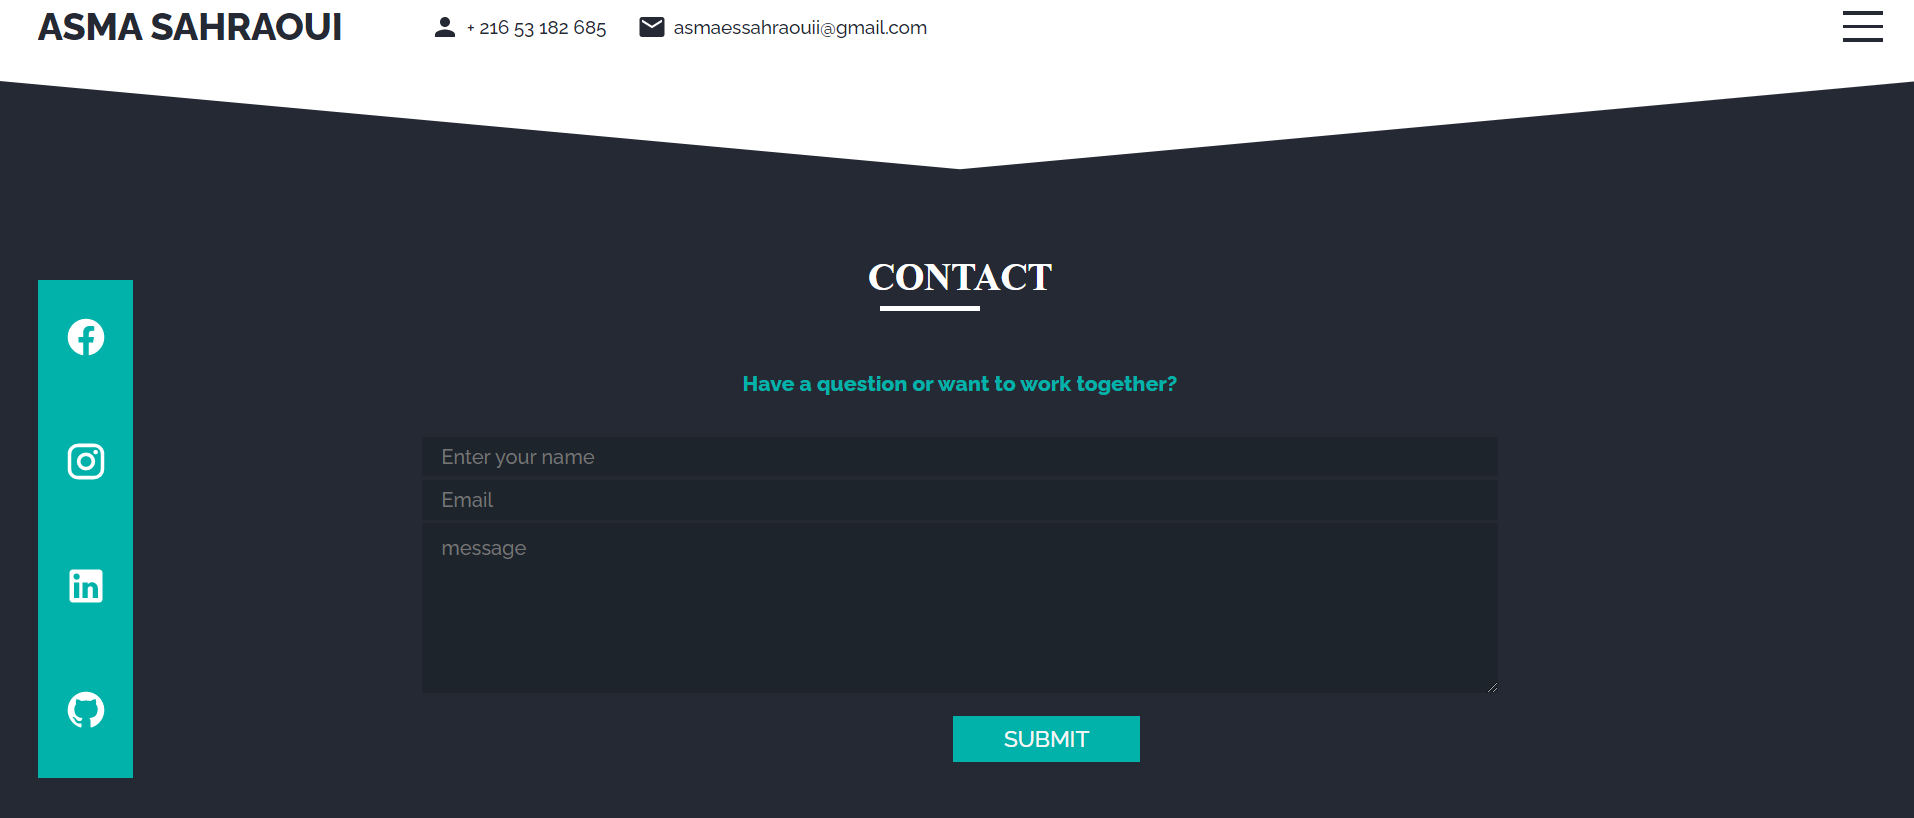 ASMA SAHRAOUI
+ 216 53 182 685
asmaessahraouii@gmail.com
CONTACT
Have a question or want to work together?
Enter your name
Email
message
SUBMIT